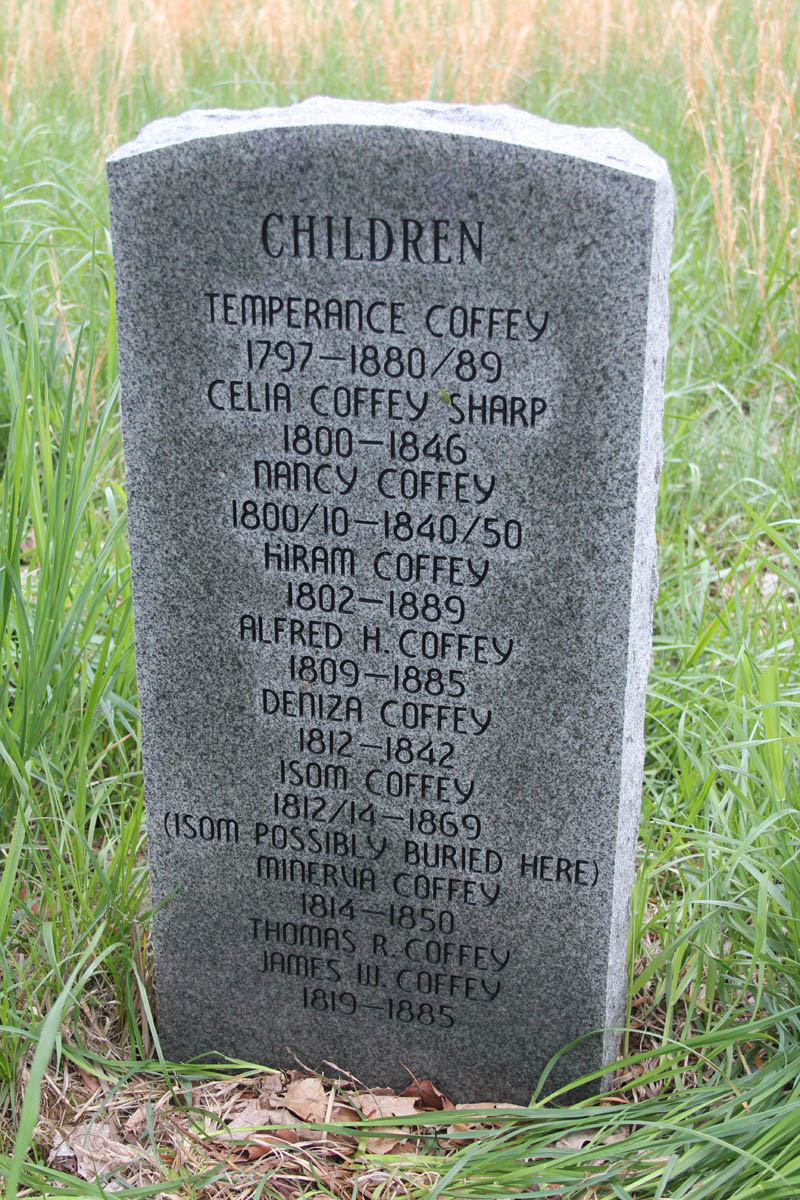 CHILDREN
TEMPERANCE COFFEY
1797—1880/89
CELIA COFFEY SHARP
1800—1846
NANCY COFFEY
1800/10—1840/50
HIRAM COFFEY
1802—1889
ALFRED H. COFFEY
1809—1885
DENIZA COFFEY
1812—1842
ISOM COFFEY
1812/14—1869
(ISOM POSSIBLY BURIED HERE)
MINERVA COFFEY
1814—1850
THOMAS R. COFFEY
JAMES W. COFFEY
1819—1885